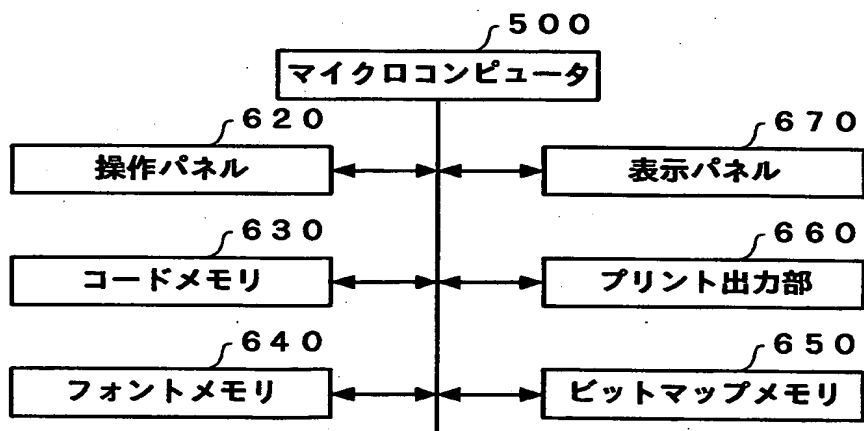 ５００
マイクロコンピュータ
６２０
６７０
操作パネル
表示パネル
６３０
６６０
コードメモリ
プリント出力部
６４０
６５０
フォントメモリ
ビットマップメモリ